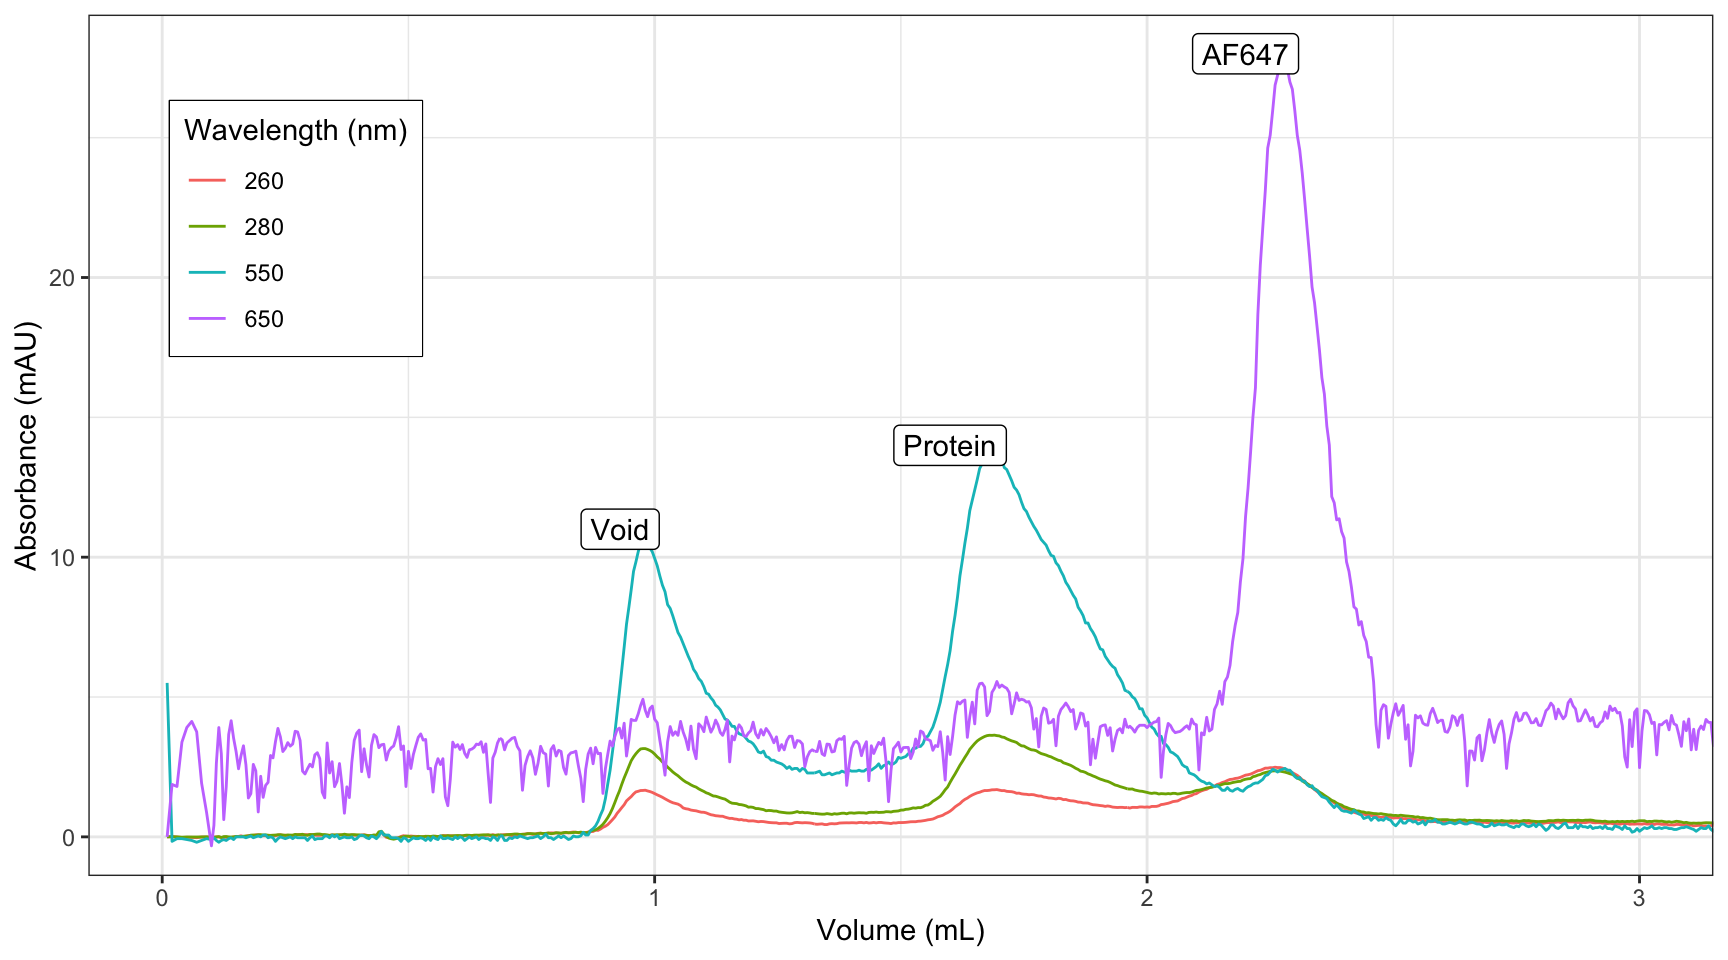 AF647
Wavelength (nm)
260
280
550
650
Protein
Void
20
10
0
Absorbance (mAU)
0
1
2
3
Volume (mL)